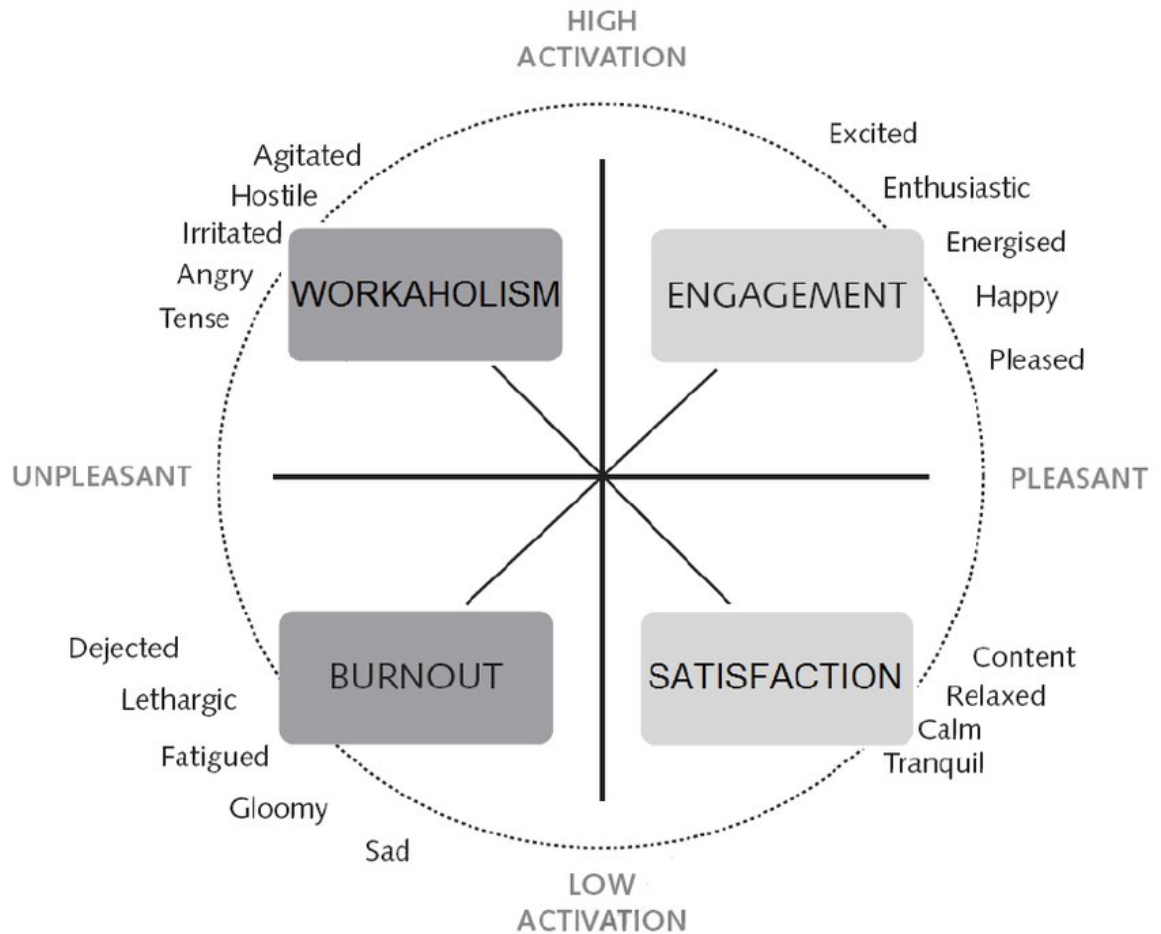 HIGH
ACTIVATION
Agitated
Hostile
Irritated
Angry
Tense
Excited
Enthusiastic
Energised
Happy
Pleased
WORKAHOLISM
ENGAGEMENT
UNPLEASANT
PLEASANT
BURNOUT
SATISFACTION
Dejected
Lethargic
Fatigued
Gloomy
Sad
Content
Relaxed
Calm
Tranquil
LOW
ACTIVATION